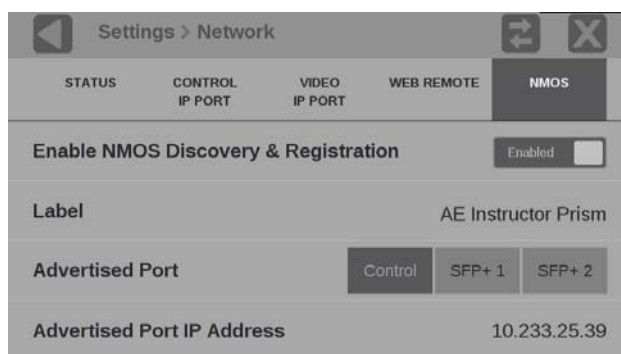 Settings > Network
STATUS
CONTROL
IP PORT
VIDEO
IP PORT
WEB REMOTE
NMOS
Enable NMOS Discovery & Registration Enabled
Label AE Instructor Prism
Advertised Port Control SFP+ 1 SFP+ 2
Advertised Port IP Address 10.233.25.39